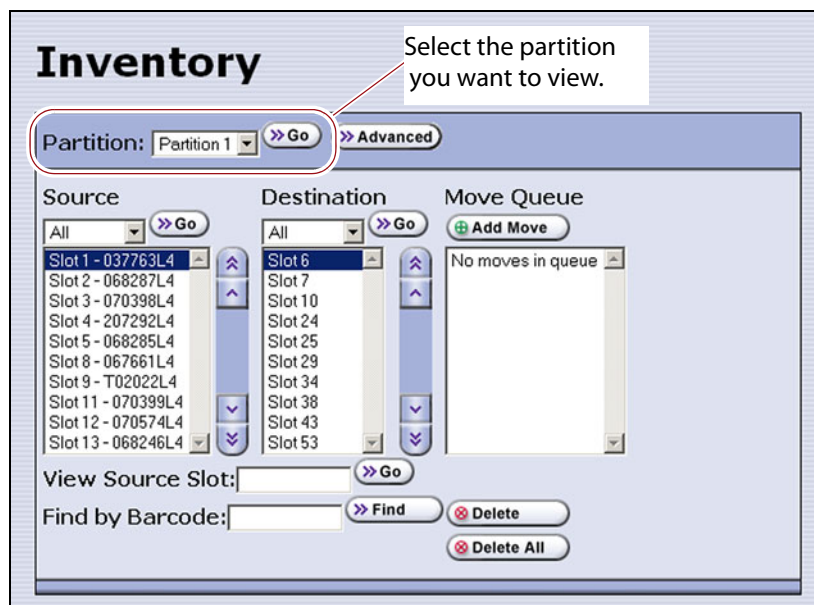 Inventory
Select the partition
you want to view.
Partition: Partition 1 Go Advanced
Source Destination Move Queue
All Go All Go Add Move
Slot 1 - 037763L4 Slot 6 No moves in queue
Slot 2 - 068287L4 Slot 7
Slot 3 - 070398L4 Slot 10
Slot 4 - 207292L4 Slot 24
Slot 5 - 068285L4 Slot 25
Slot 8 - 067661L4 Slot 29
Slot 9 - T02022L4 Slot 34
Slot 11 - 070399L4 Slot 38
Slot 12 - 070574L4 Slot 43
Slot 13 - 068246L4 Slot 53
View Source Slot: Go
Find by Barcode: Find Delete
Delete All